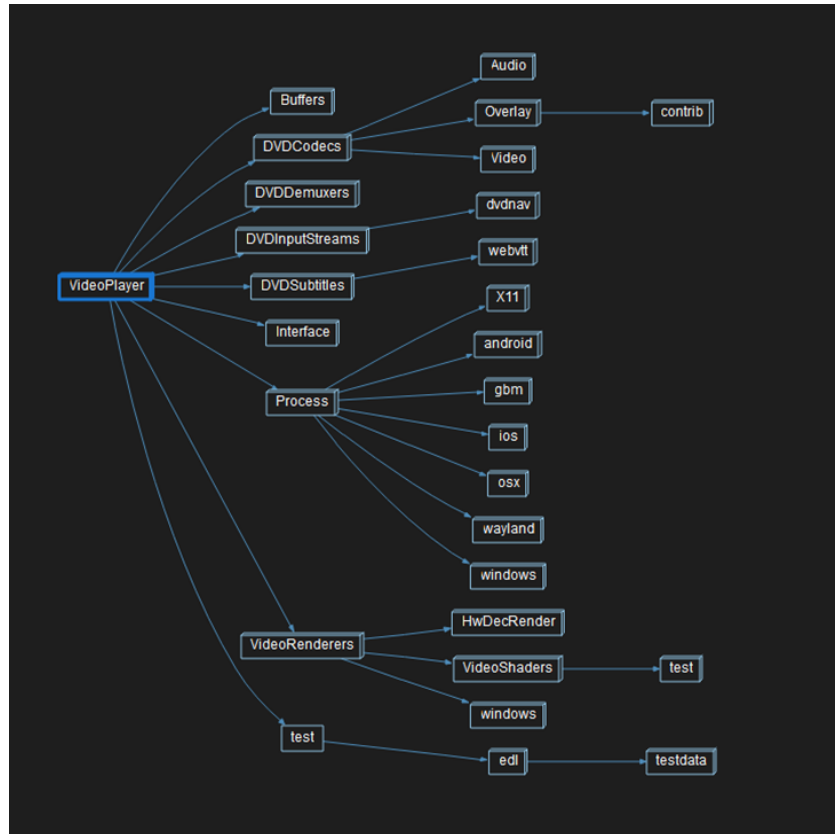 Audio
Buffers
Overlay
contrib
DVDCodecs
Video
DVDDemuxers
dvdnav
DVDInputStreams
webvtt
VideoPlayer
DVDSubtitles
X11
Interface
android
gbm
Process
ios
osx
wayland
windows
HwDecRender
VideoRenderers
VideoShaders
test
windows
test
edl
testdata